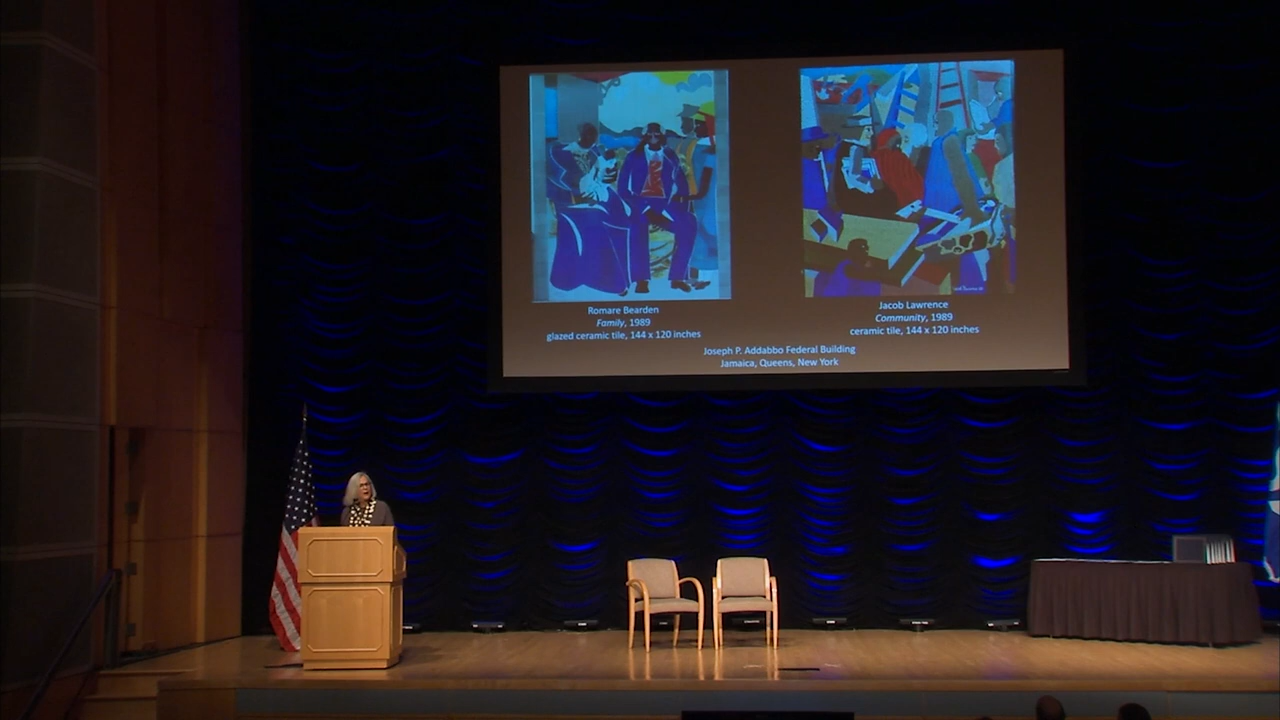 Romare Bearden
Family, 1989
glazed ceramic tile, 144 x 120 inches
Jacob Lawrence
Community, 1989
ceramic tile, 144 x 120 inches
Joseph P. Addabbo Federal Building
Jamaica, Queens, New York